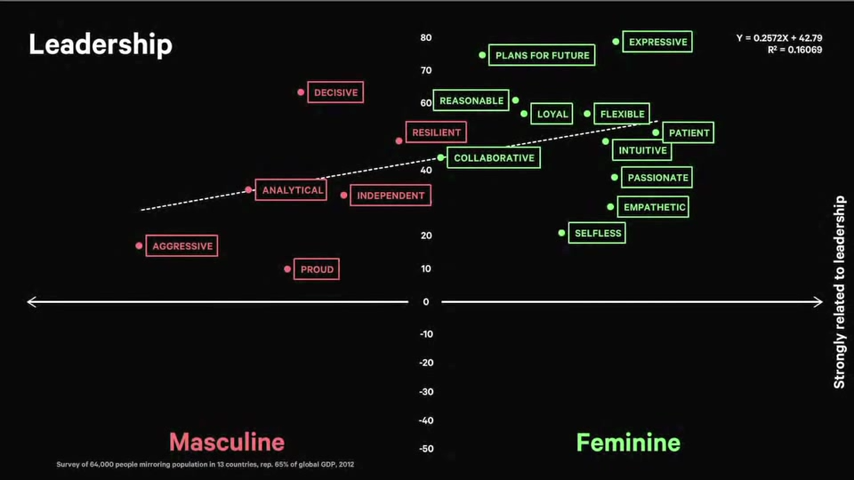 Leadership
80
EXPRESSIVE
Y = 0.2572X + 42.79
R² = 0.16069
PLANS FOR FUTURE
70
DECISIVE
60
REASONABLE
LOYAL
FLEXIBLE
RESILIENT
PATIENT
INTUITIVE
COLLABORATIVE
40
PASSIONATE
ANALYTICAL
INDEPENDENT
EMPATHETIC
20
SELFLESS
AGGRESSIVE
10
PROUD
0
Strongly related to leadership
-10
-20
-30
-40
-50
Masculine
Feminine
Survey of 64,000 people mirroring population in 13 countries, rep. 65% of global GDP, 2012